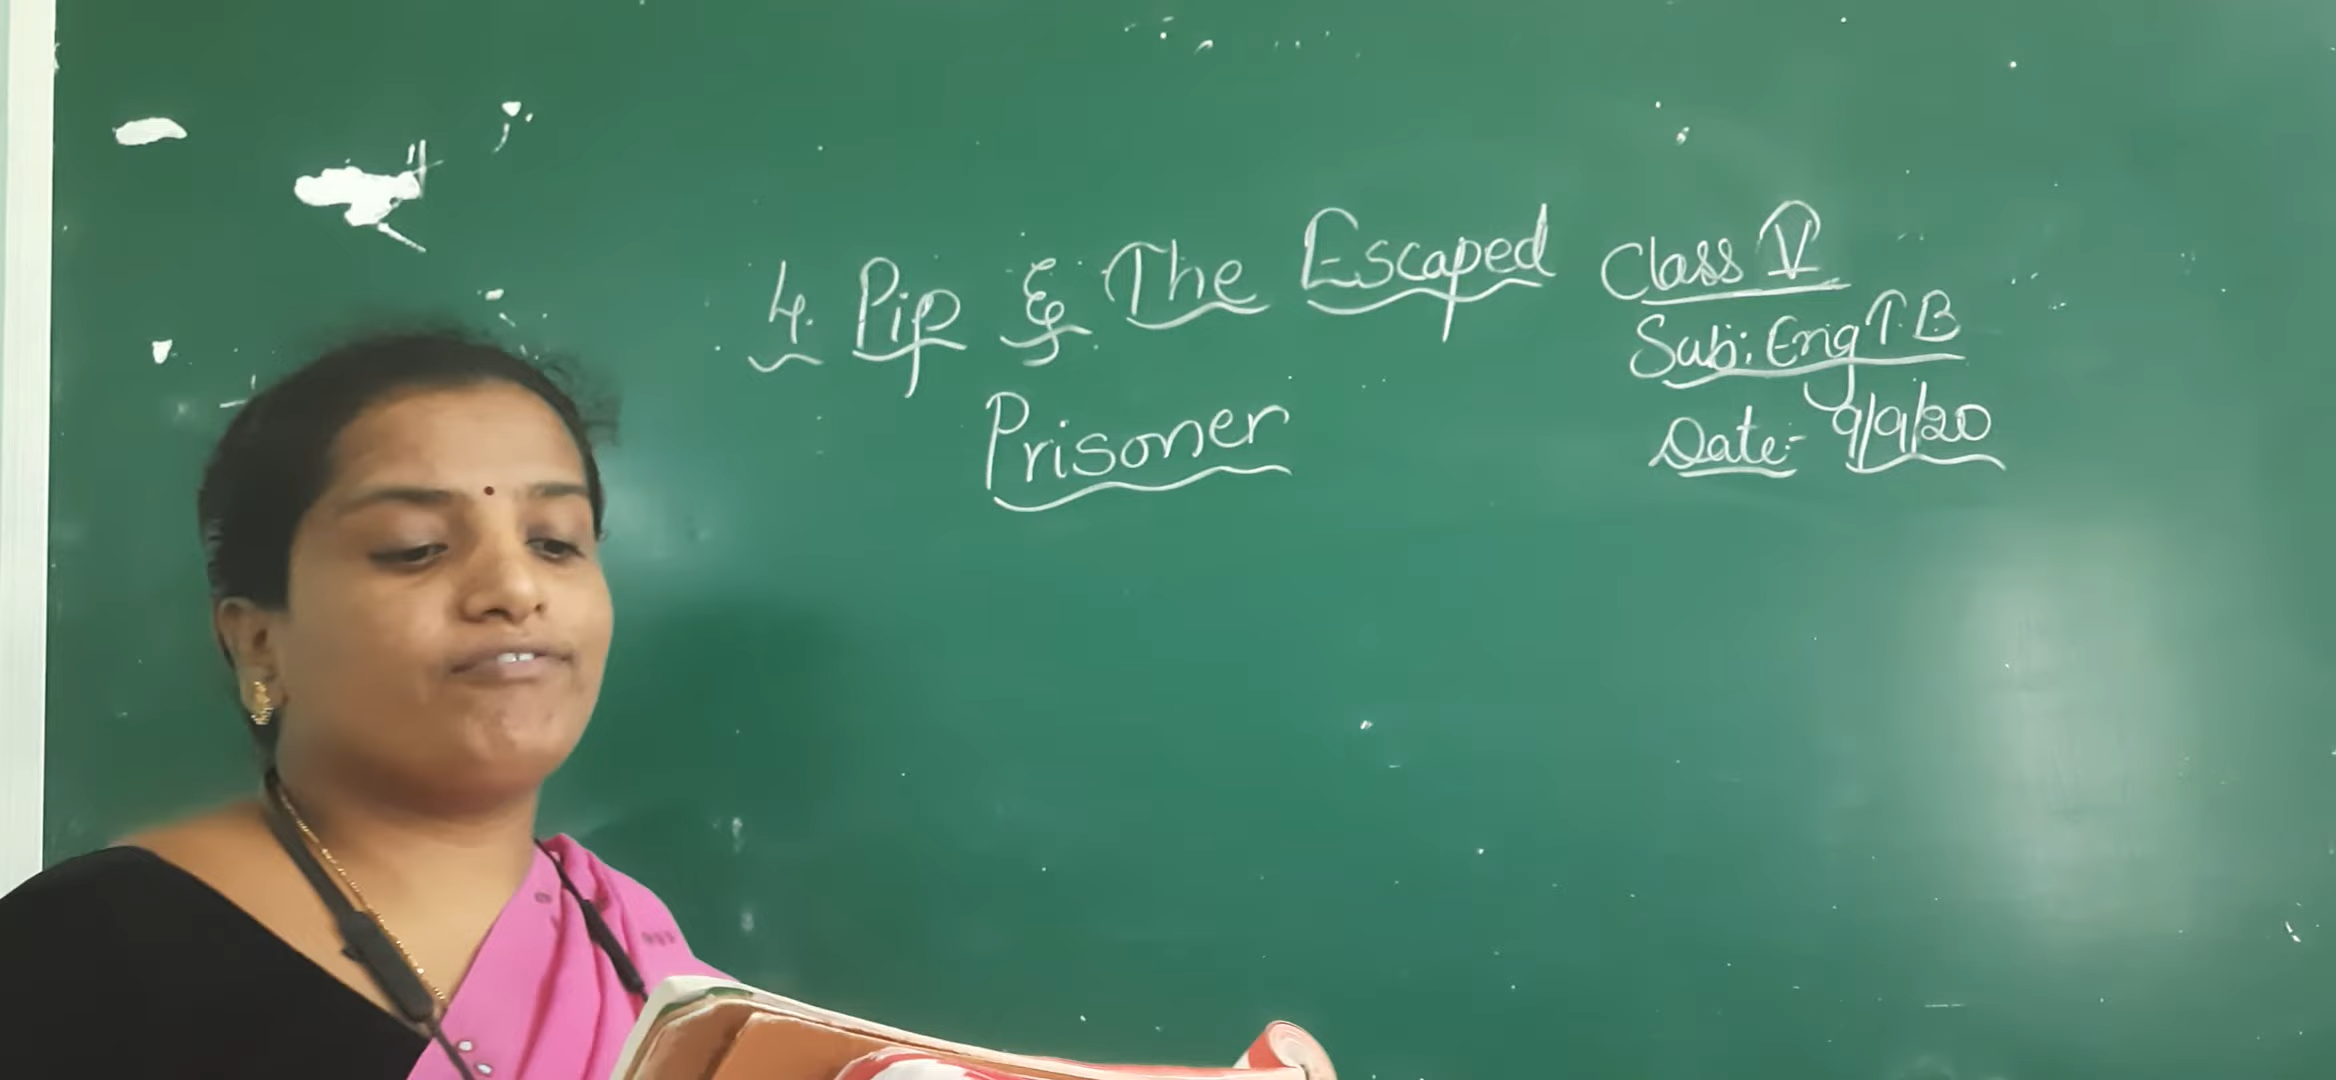 4. Pip & The Escaped
Prisoner
Class V
Sub: Eng T.B
Date:- 9/9/20